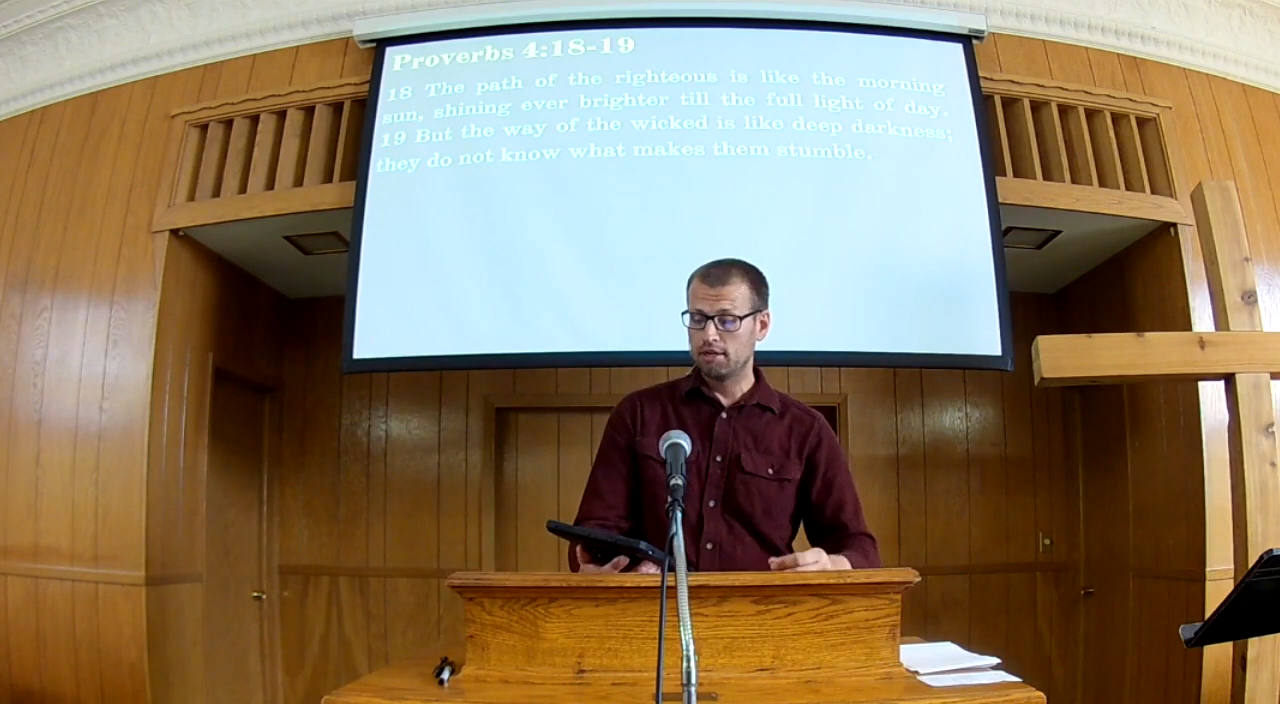 Proverbs 4:18-19
18 The path of the righteous is like the morning
sun, shining ever brighter till the full light of day.
19 But the way of the wicked is like deep darkness;
they do not know what makes them stumble.